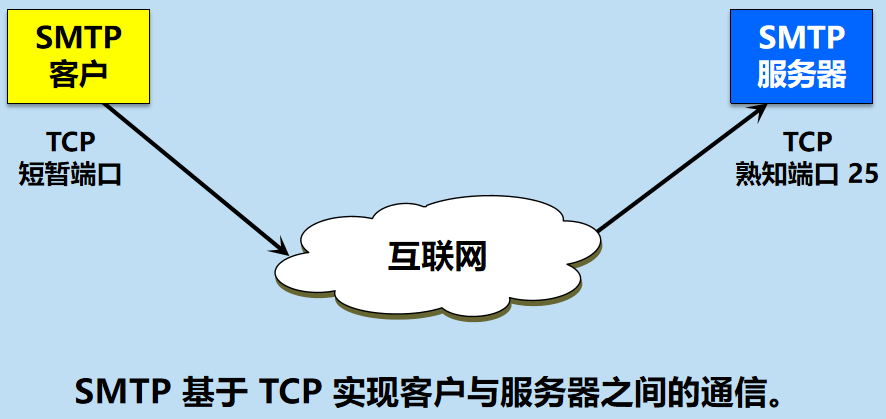 SMTP
客户
SMTP
服务器
TCP
短暂端口
TCP
熟知端口 25
互联网
SMTP 基于 TCP 实现客户与服务器之间的通信。